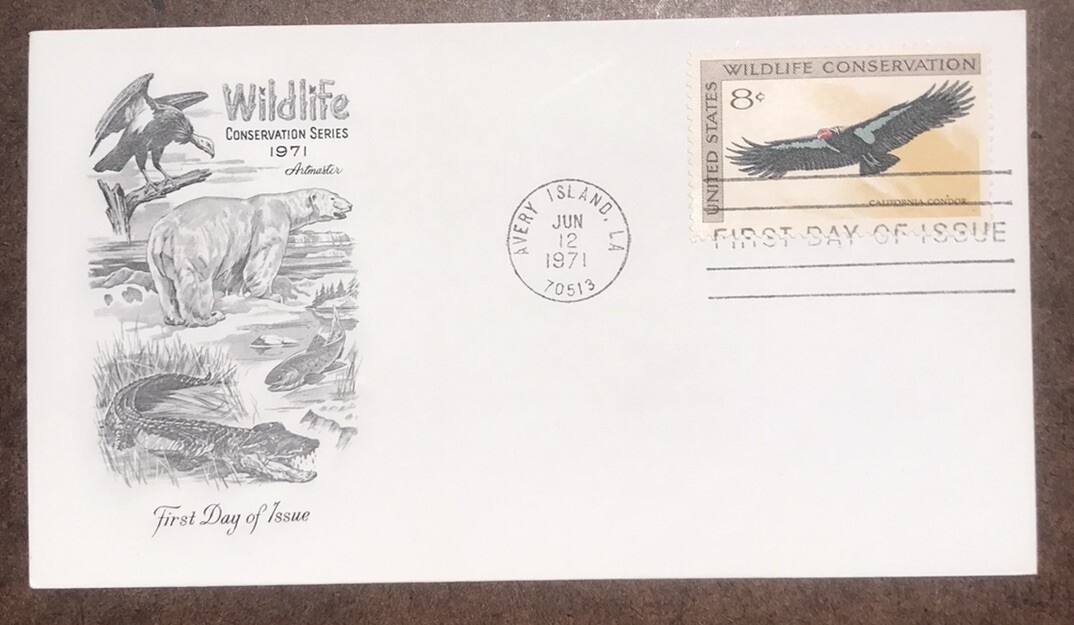 Wildlife
CONSERVATION SERIES
1971
Artmaster
First Day of Issue
AVERY ISLAND, LA
JUN
12
1971
70513
WILDLIFE CONSERVATION
UNITED STATES
8¢
CALIFORNIA CONDOR
FIRST DAY OF ISSUE